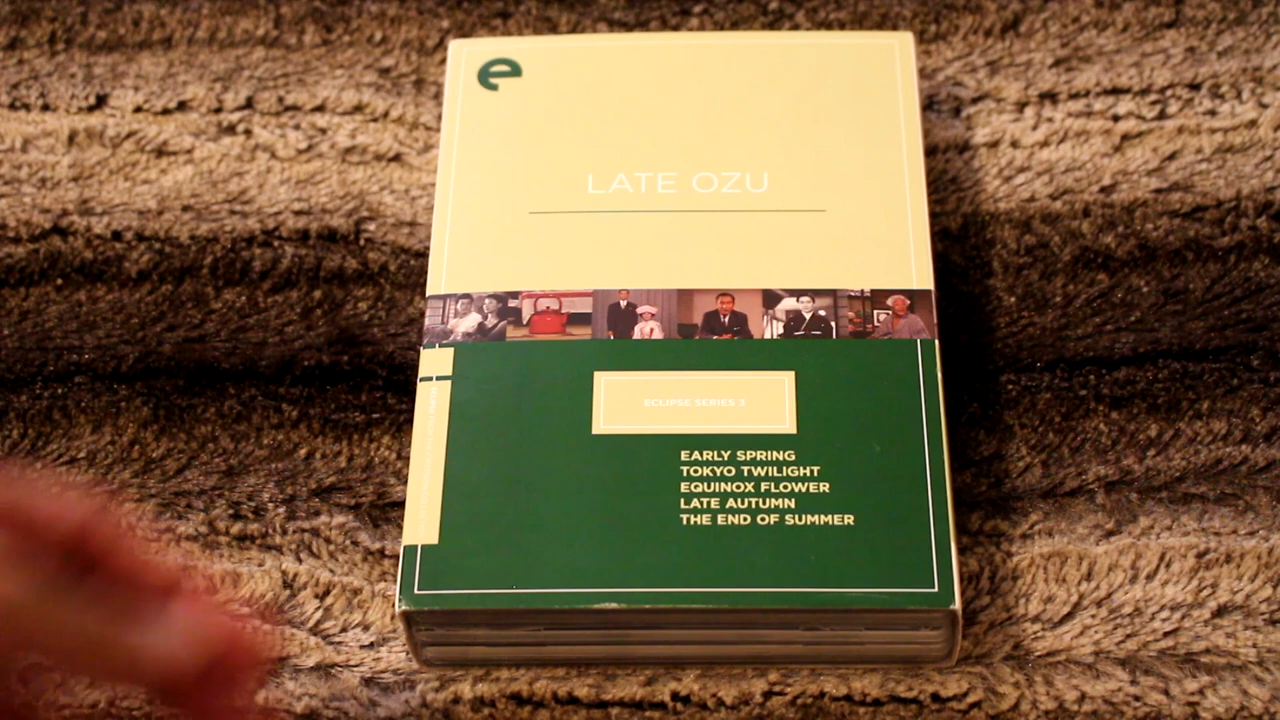 e
LATE OZU
ECLIPSE SERIES 3
EARLY SPRING
TOKYO TWILIGHT
EQUINOX FLOWER
LATE AUTUMN
THE END OF SUMMER